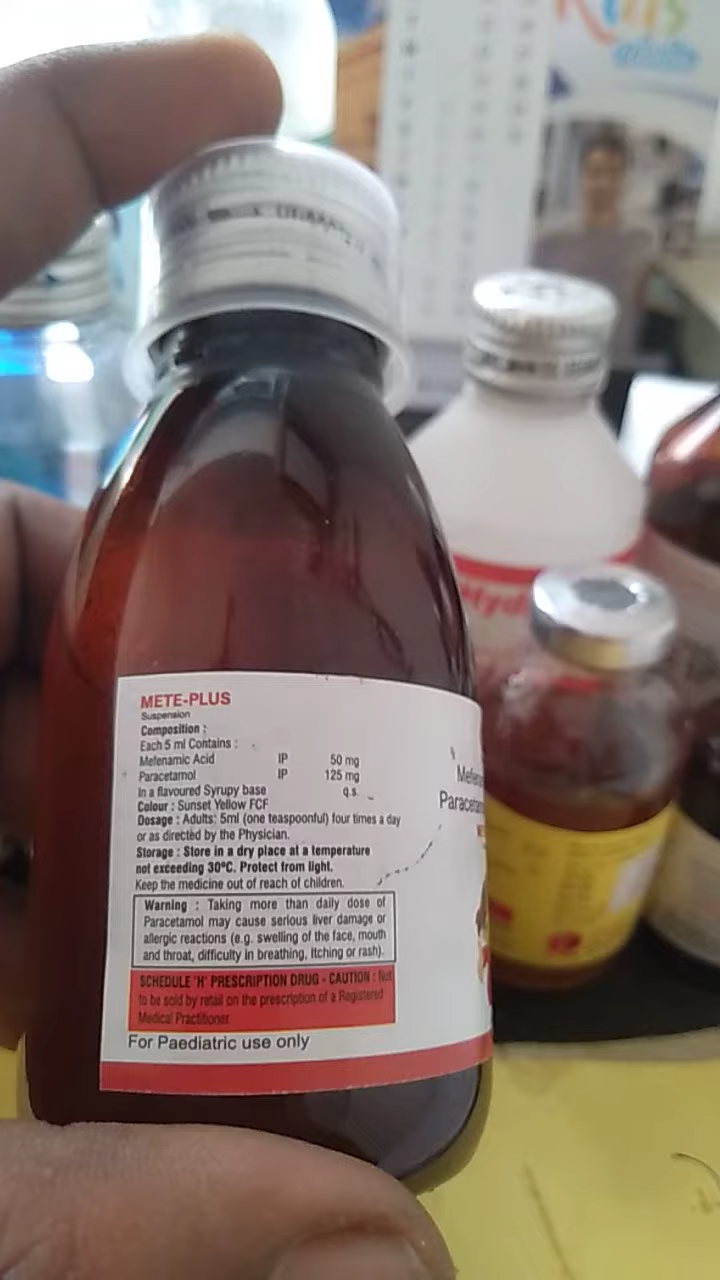 Kids
METE-PLUS
Suspension
Composition :
Each 5 ml Contains :
Mefenamic Acid IP 50 mg
Paracetamol IP 125 mg
In a flavoured Syrupy base q.s.
Colour : Sunset Yellow FCF
Dosage : Adults: 5ml (one teaspoonful) four times a day
or as directed by the Physician.
Storage : Store in a dry place at a temperature
not exceeding 30°C. Protect from light.
Keep the medicine out of reach of children.
Warning : Taking more than daily dose of
Paracetamol may cause serious liver damage or
allergic reactions (e.g. swelling of the face, mouth
and throat, difficulty in breathing, Itching or rash).
SCHEDULE 'H' PRESCRIPTION DRUG - CAUTION : Not
to be sold by retail on the prescription of a Registered
Medical Practitioner
For Paediatric use only
Mefena
Paraceta
Hyd